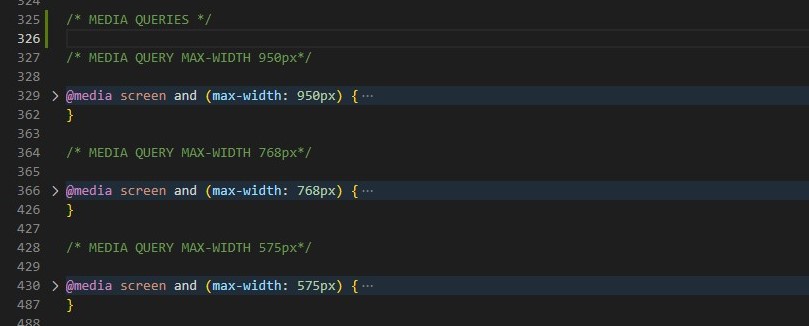 324
325 /* MEDIA QUERIES */
326
327 /* MEDIA QUERY MAX-WIDTH 950px*/
328
329 @media screen and (max-width: 950px) {···
362 }
363
364 /* MEDIA QUERY MAX-WIDTH 768px*/
365
366 @media screen and (max-width: 768px) {···
426 }
427
428 /* MEDIA QUERY MAX-WIDTH 575px*/
429
430 @media screen and (max-width: 575px) {···
487 }
488